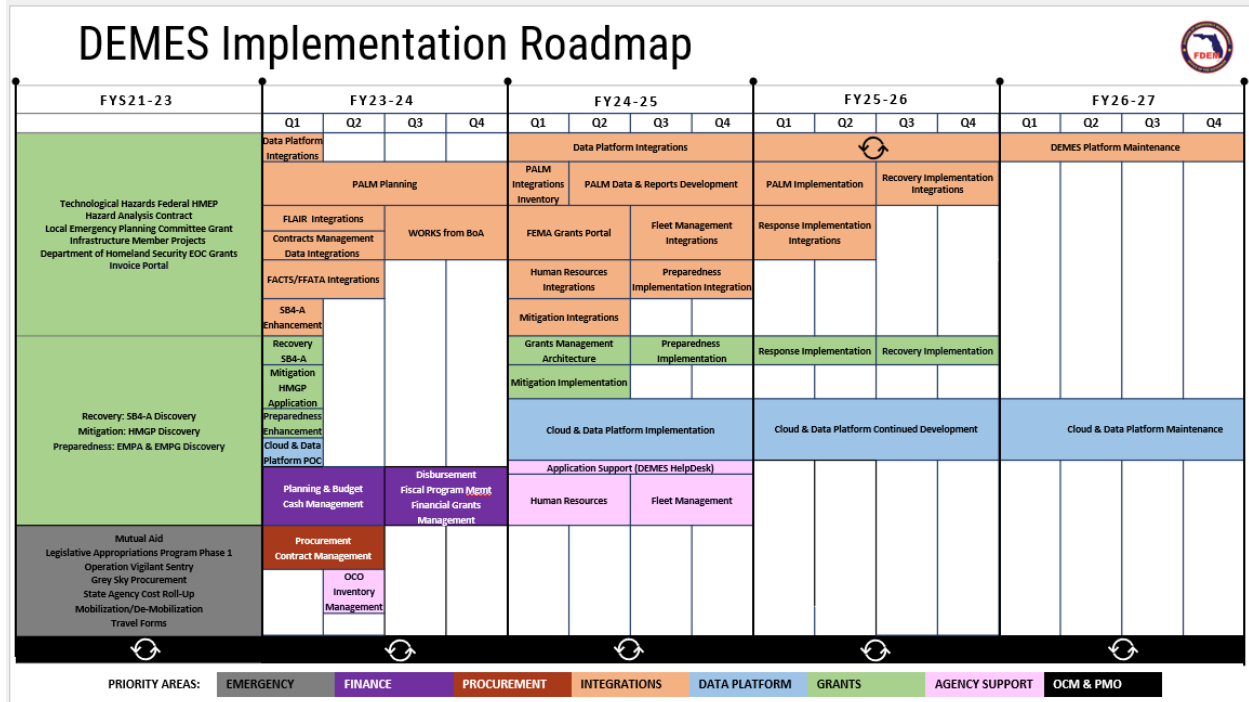 DEMES Implementation Roadmap
FDEM
FYS21-23
FY23-24
FY24-25
FY25-26
FY26-27
Q1 Q2 Q3 Q4
Q1 Q2 Q3 Q4
Q1 Q2 Q3 Q4
Q1 Q2 Q3 Q4
Technological Hazards Federal HMEP
Hazard Analysis Contract
Local Emergency Planning Committee Grant
Infrastructure Member Projects
Department of Homeland Security EOC Grants
Invoice Portal
Recovery: SB4-A Discovery
Mitigation: HMGP Discovery
Preparedness: EMPA & EMPG Discovery
Mutual Aid
Legislative Appropriations Program Phase 1
Operation Vigilant Sentry
Grey Sky Procurement
State Agency Cost Roll-Up
Mobilization/De-Mobilization
Travel Forms
Data Platform
Integrations
PALM Planning
FLAIR Integrations
Contracts Management
Data Integrations
WORKS from BoA
FACTS/FFATA Integrations
SB4-A
Enhancement
Recovery
SB4-A
Mitigation
HMGP
Application
Preparedness
Enhancement
Cloud & Data
Platform POC
Planning & Budget
Cash Management
Disbursement
Fiscal Program Mgmt
Financial Grants
Management
Procurement
Contract Management
OCO
Inventory
Management
Data Platform Integrations
PALM
Integrations
Inventory
PALM Data & Reports Development
FEMA Grants Portal
Fleet Management
Integrations
Human Resources
Integrations
Preparedness
Implementation Integration
Mitigation Integrations
Grants Management
Architecture
Preparedness
Implementation
Mitigation Implementation
Cloud & Data Platform Implementation
Application Support (DEMES HelpDesk)
Human Resources
Fleet Management
PALM Implementation
Recovery Implementation
Integrations
Response Implementation
Integrations
Response Implementation
Recovery Implementation
Cloud & Data Platform Continued Development
DEMES Platform Maintenance
Cloud & Data Platform Maintenance
PRIORITY AREAS:
EMERGENCY
FINANCE
PROCUREMENT
INTEGRATIONS
DATA PLATFORM
GRANTS
AGENCY SUPPORT
OCM & PMO